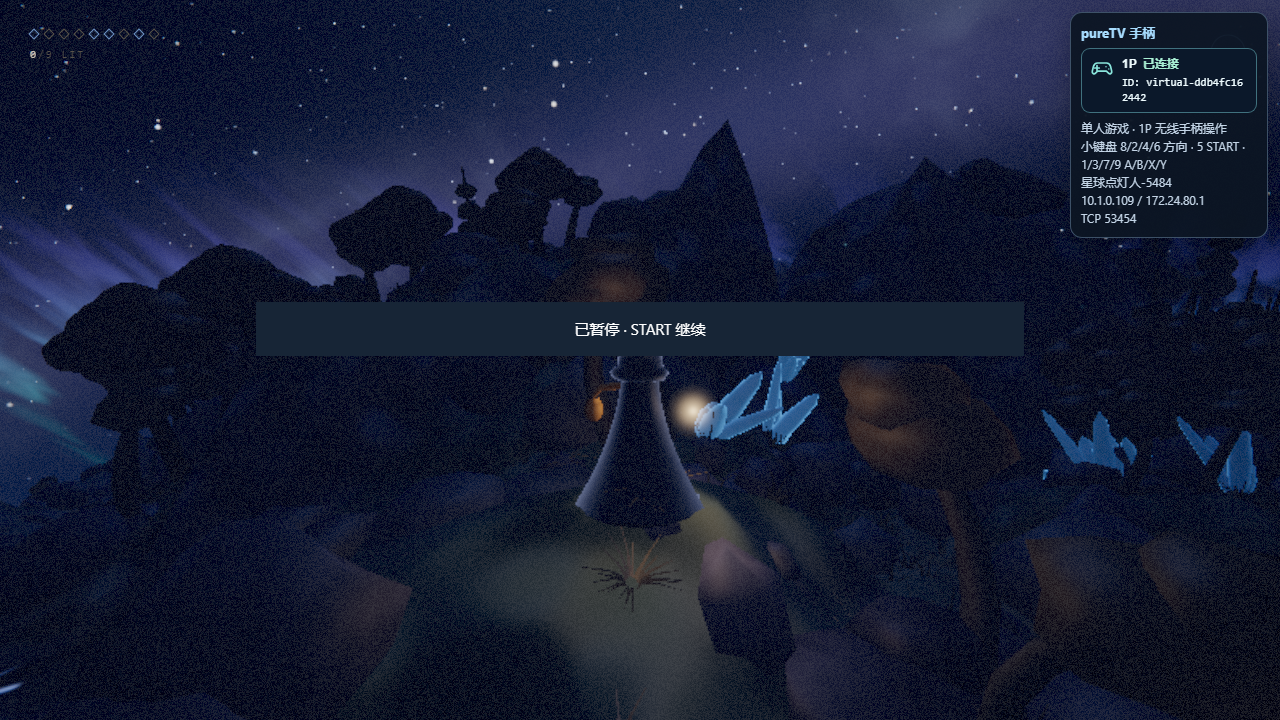 0/9 LIT
pureTV 手柄
1P 已连接
ID: virtual-ddb4fc16
2442
单人游戏 · 1P 无线手柄操作
小键盘 8/2/4/6 方向 · 5 START ·
1/3/7/9 A/B/X/Y
星球点灯人-5484
10.1.0.109 / 172.24.80.1
TCP 53454
已暂停 · START 继续